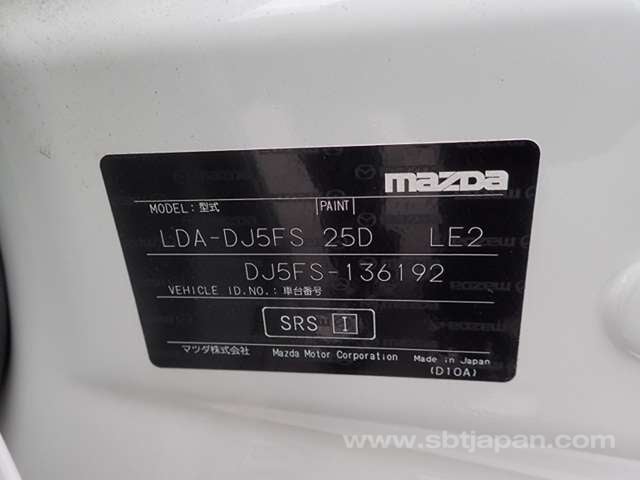 mazda
MODEL:型式 PAINT
LDA-DJ5FS 25D LE2
DJ5FS-136192
VEHICLE ID.NO.:車台番号
SRS I
マツダ株式会社 Mazda Motor Corporation Made in Japan
(D10A)
www.sbtjapan.com